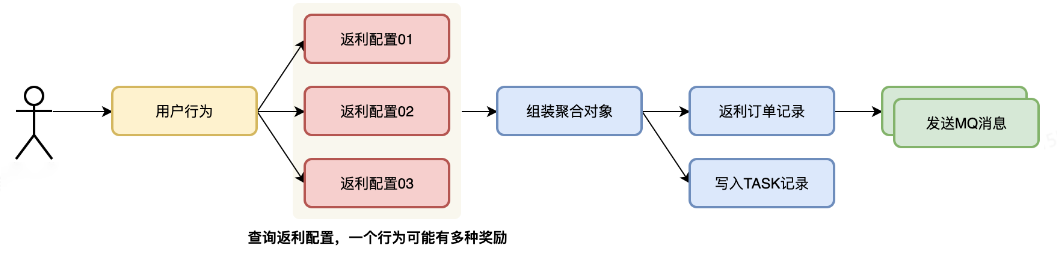 返利配置01
用户行为
返利配置02
组装聚合对象
返利订单记录
发送MQ消息
返利配置03
写入TASK记录
查询返利配置，一个行为可能有多种奖励